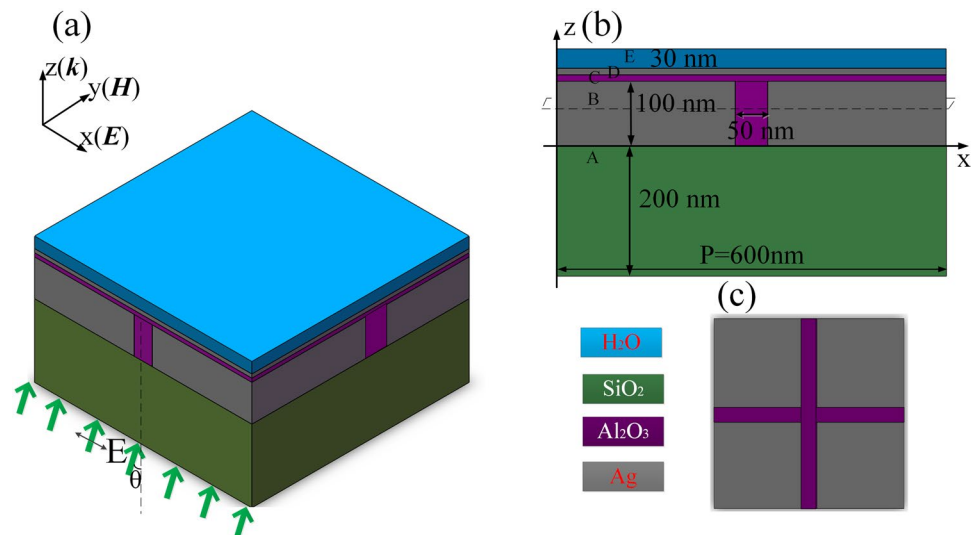 (a)
z(k)
y(H)
x(E)
E
θ
(b)
z
E 30 nm
D
C
B 100 nm
50 nm
A
x
200 nm
P=600nm
(c)
H₂O
SiO₂
Al₂O₃
Ag